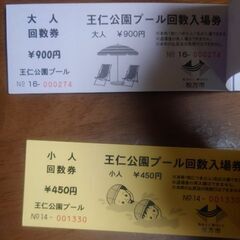 大人
回数券
¥900円
王仁公園プール
No 16- 000274
王仁公園プール回数入場券
大人 ¥900円
枚方市
小人
回数券
¥450円
王仁公園プール
No 14- 001330
王仁公園プール回数入場券
小人 ¥450円
枚方市